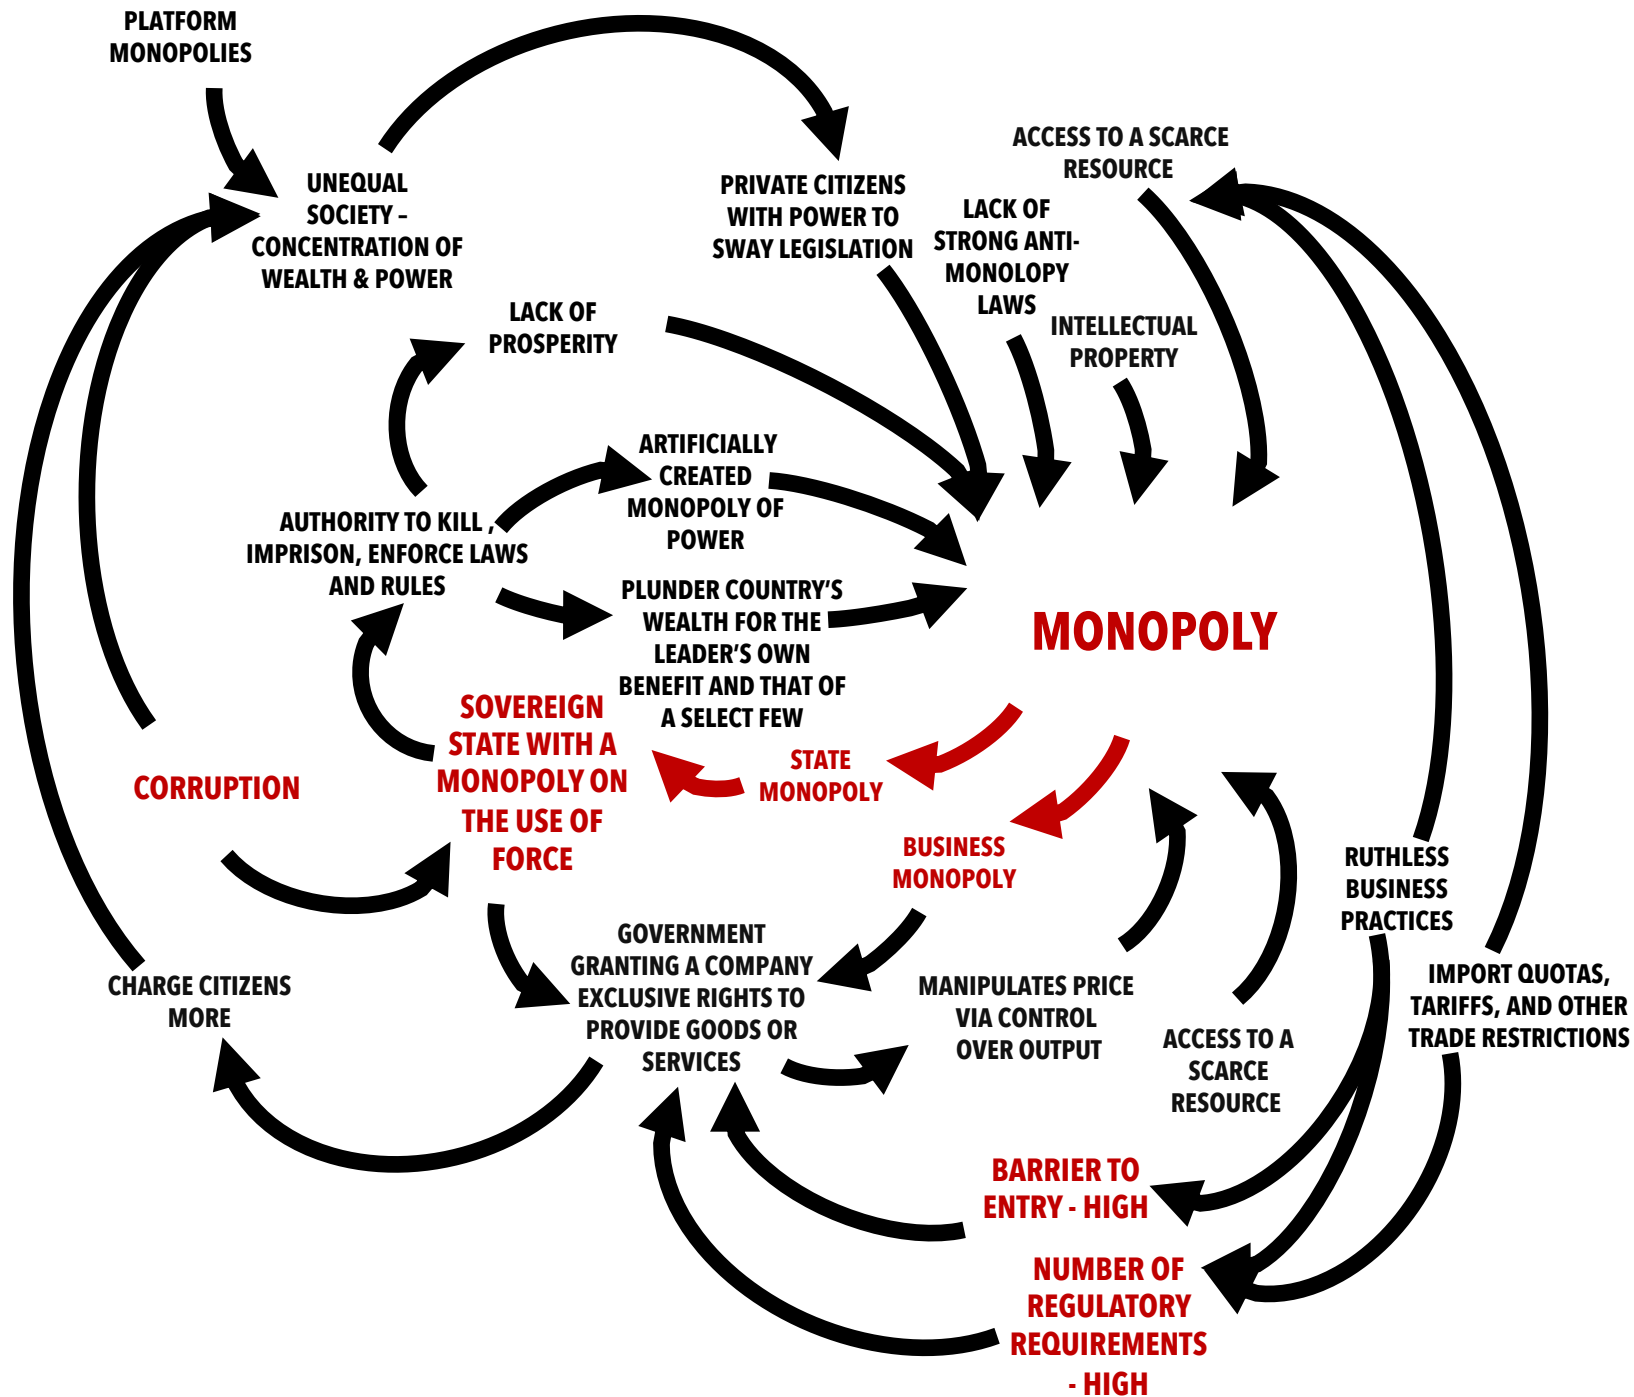 PLATFORM
MONOPOLIES
UNEQUAL
SOCIETY –
CONCENTRATION OF
WEALTH & POWER
PRIVATE CITIZENS
WITH POWER TO
SWAY LEGISLATION
ACCESS TO A SCARCE
RESOURCE
LACK OF
STRONG ANTI-
MONOLOPY
LAWS
INTELLECTUAL
PROPERTY
LACK OF
PROSPERITY
ARTIFICIALLY
CREATED
MONOPOLY OF
POWER
AUTHORITY TO KILL ,
IMPRISON, ENFORCE LAWS
AND RULES
PLUNDER COUNTRY'S
WEALTH FOR THE
LEADER'S OWN
BENEFIT AND THAT OF
A SELECT FEW
MONOPOLY
SOVEREIGN
STATE WITH A
MONOPOLY ON
THE USE OF
FORCE
STATE
MONOPOLY
CORRUPTION
BUSINESS
MONOPOLY
RUTHLESS
BUSINESS
PRACTICES
GOVERNMENT
GRANTING A COMPANY
EXCLUSIVE RIGHTS TO
PROVIDE GOODS OR
SERVICES
CHARGE CITIZENS
MORE
MANIPULATES PRICE
VIA CONTROL
OVER OUTPUT
ACCESS TO A
SCARCE
RESOURCE
IMPORT QUOTAS,
TARIFFS, AND OTHER
TRADE RESTRICTIONS
BARRIER TO
ENTRY - HIGH
NUMBER OF
REGULATORY
REQUIREMENTS
- HIGH